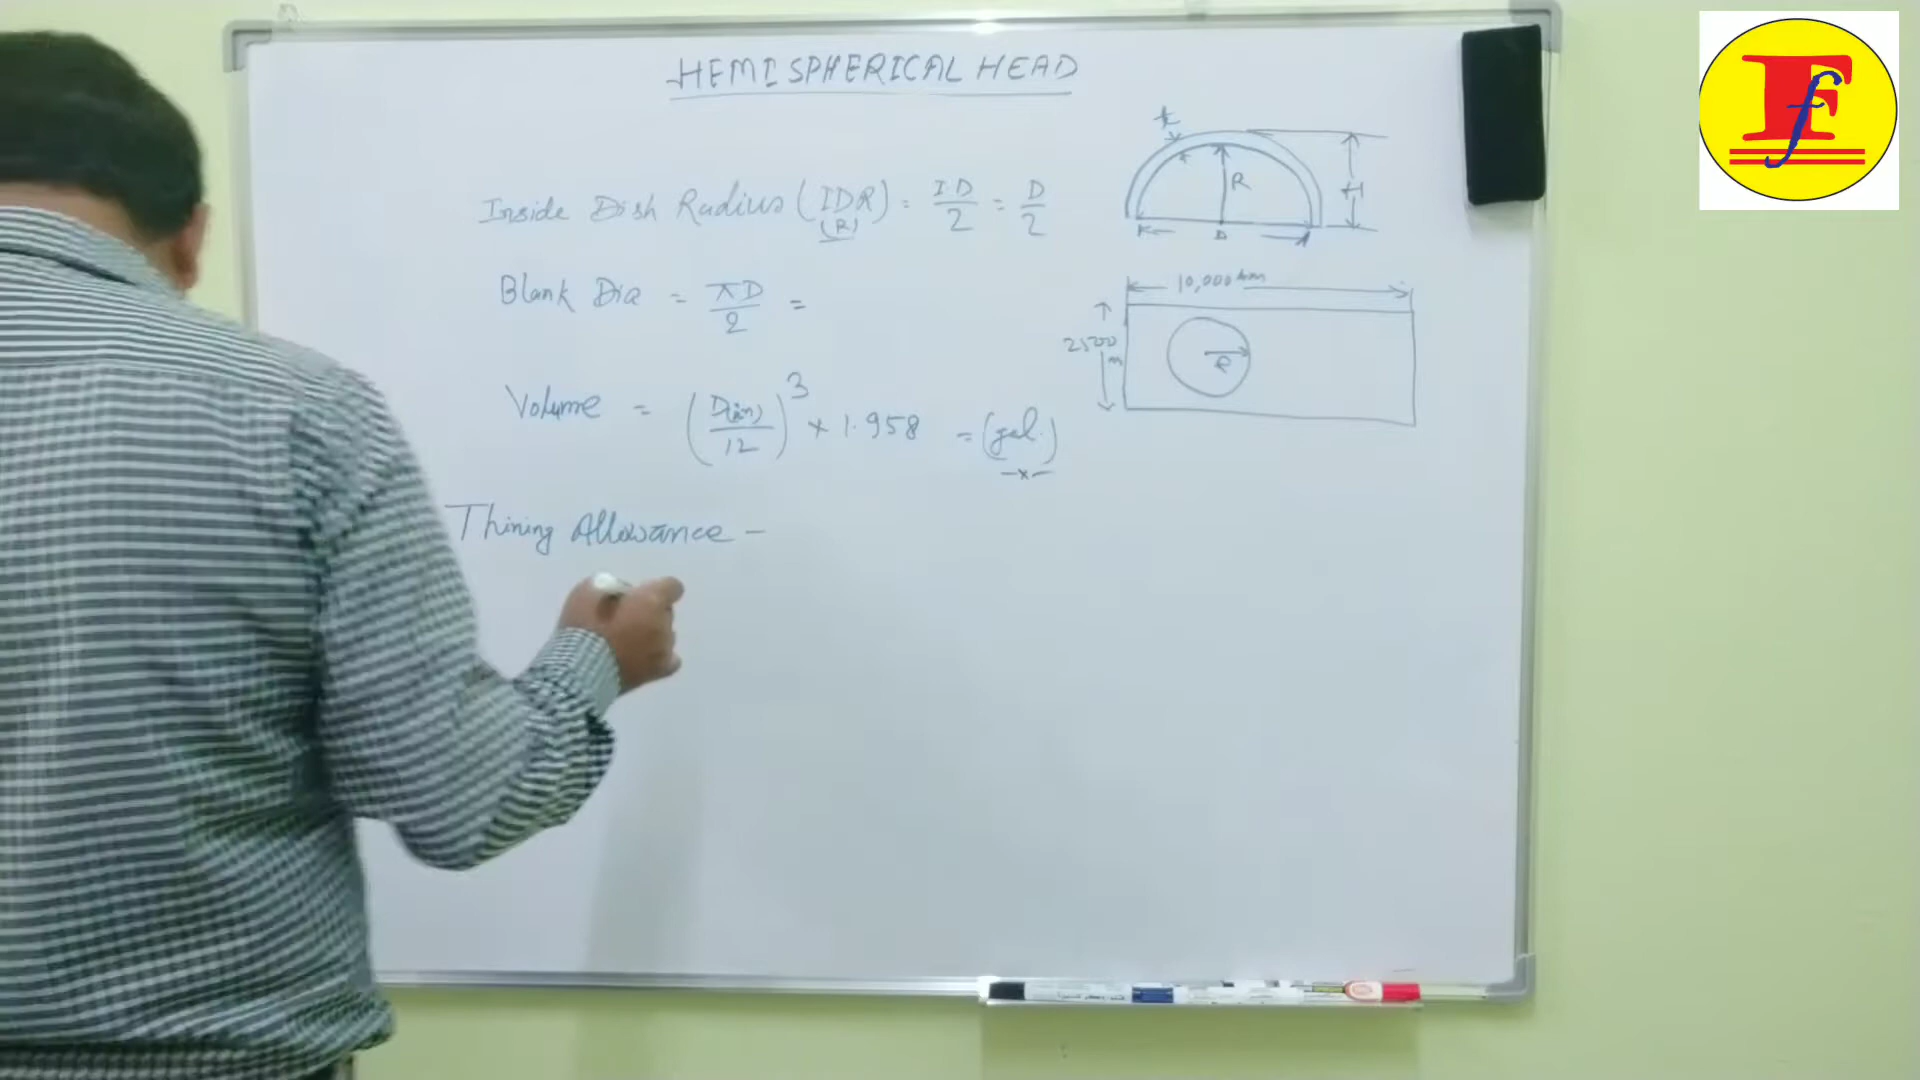 HEMISPHERICAL HEAD
t
Inside Dish Radius (IDR) = ID/2 = D/2
(R)
R
H
D
Blank Dia = πD/2 =
10,000 mm
2500
m
R
Volume = (D(in)/12)³ × 1.958 = (gal.)
—x—
Thining Allowance –
F
f